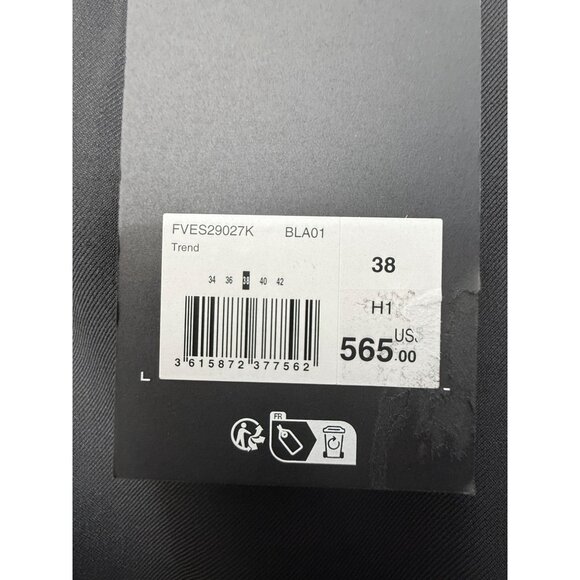 FVES29027K BLA01
Trend
34 36 38 40 42
38
H1
565 US
.00
3 615872 377562
FR